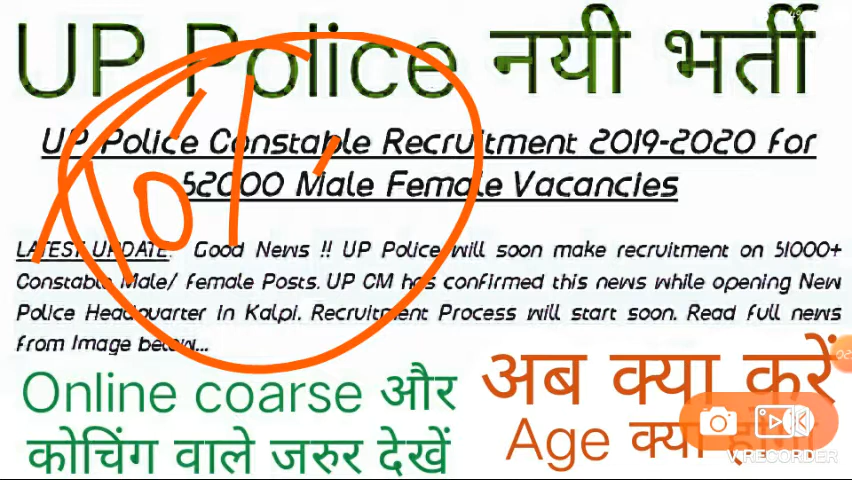 UP Police नयी भर्ती
UP Police Constable Recruitment 2019-2020 for
52000 Male Female Vacancies
LATEST UPDATE: Good News !! UP Police will soon make recruitment on 51000+
Constable Male/ Female Posts. UP CM has confirmed this news while opening New
Police Headquarter in Kalpi. Recruitment Process will start soon. Read full news
from Image below...
Online coarse और
कोचिंग वाले जरुर देखें
अब क्या करें
Age क्या होगा
V RECORDER